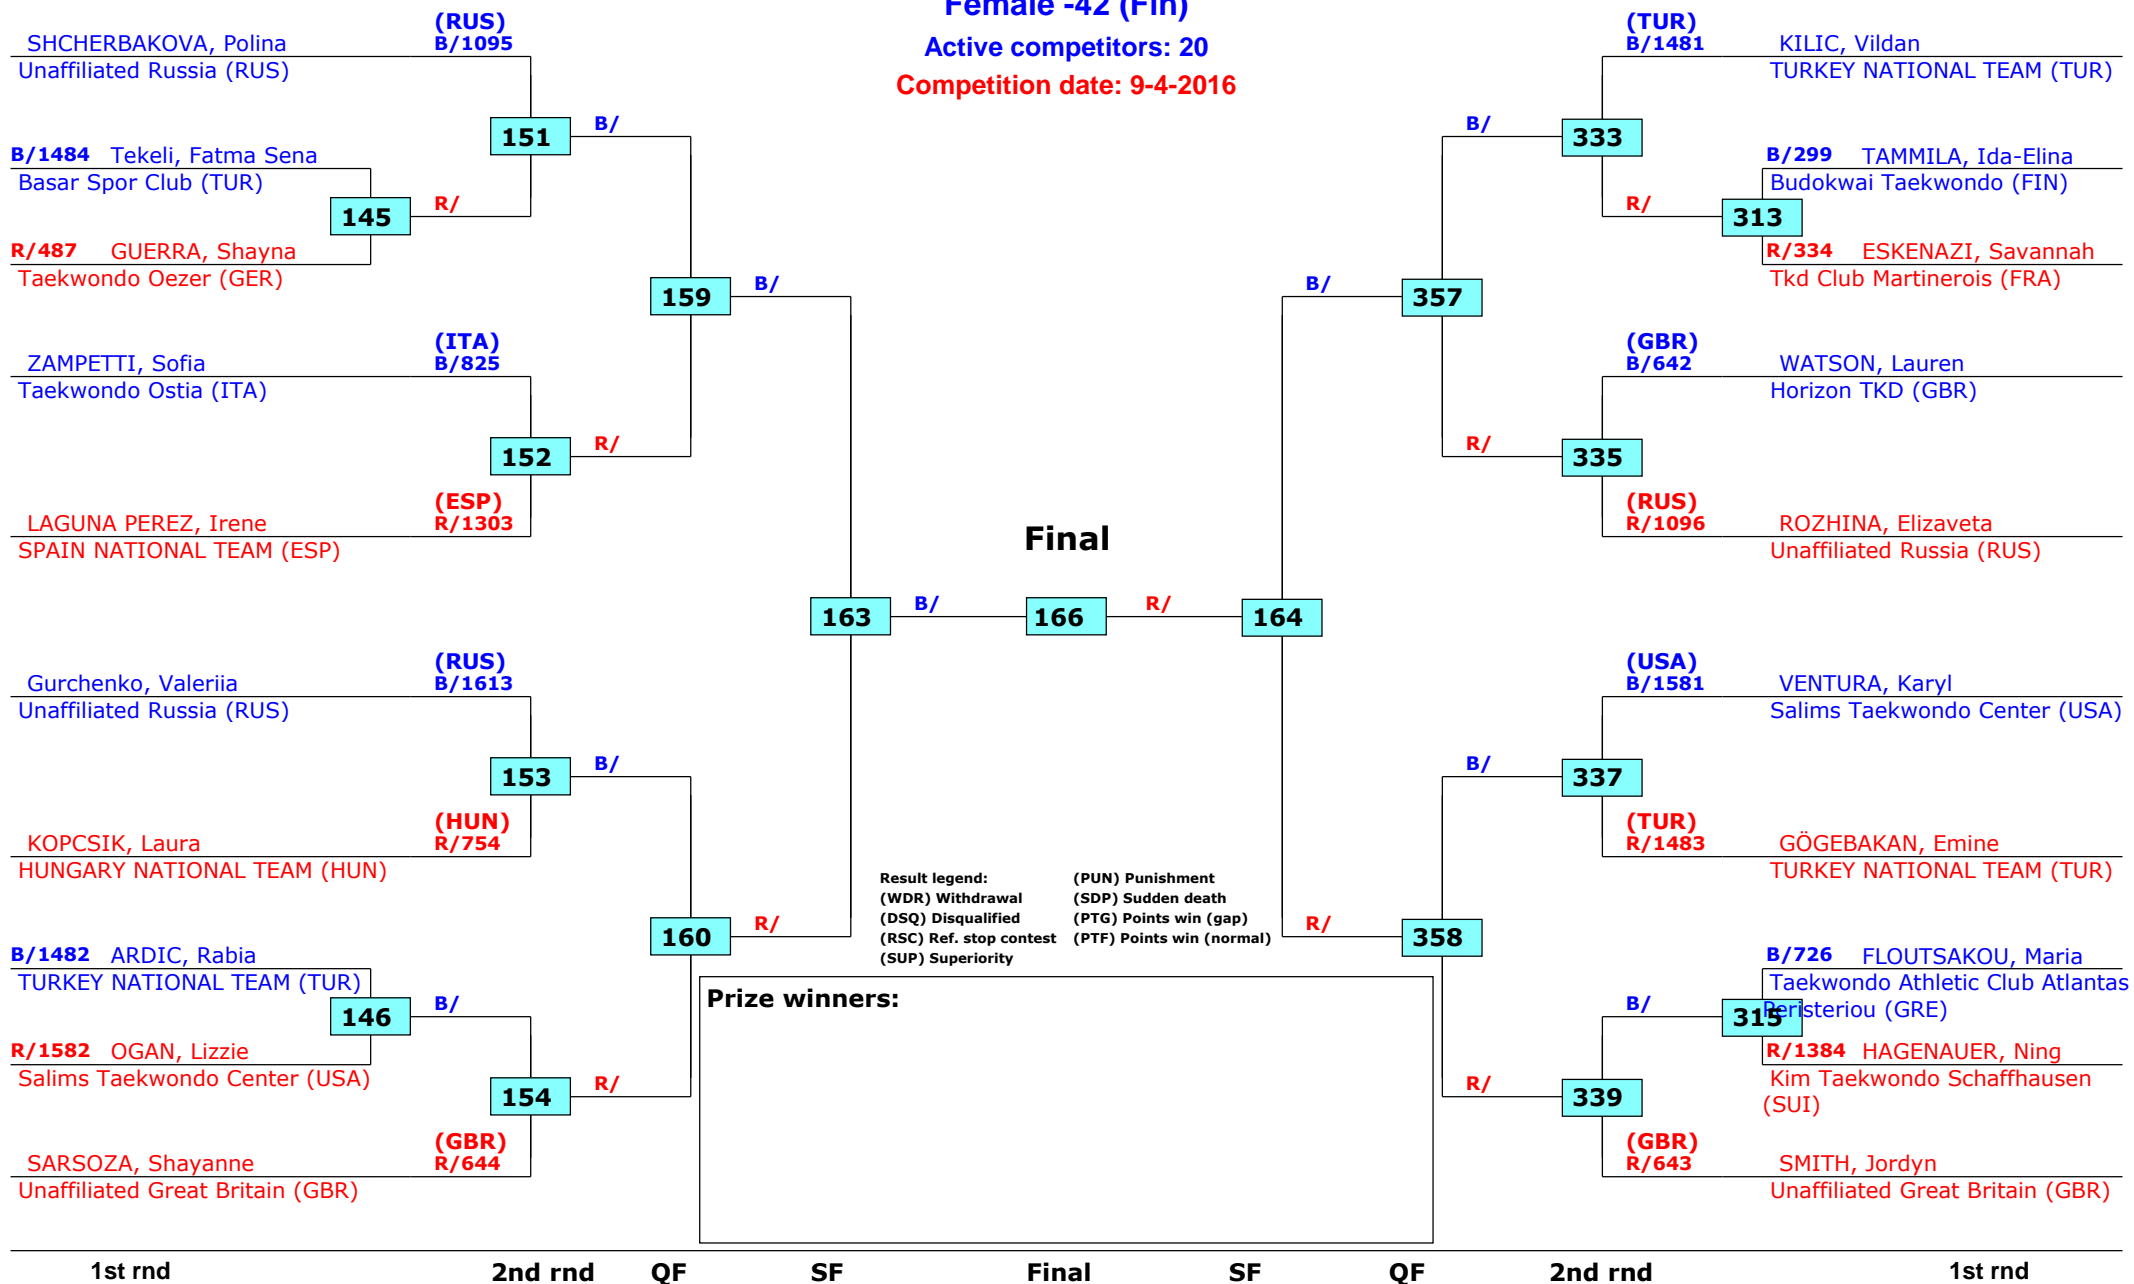 Female -42 (Fin)
Active competitors: 20
Competition date: 9-4-2016
(RUS)
SHCHERBAKOVA, Polina B/1095
Unaffiliated Russia (RUS)
151 B/
B/1484 Tekeli, Fatma Sena
Basar Spor Club (TUR)
145 R/
R/487 GUERRA, Shayna
Taekwondo Oezer (GER)
159 B/
(ITA)
ZAMPETTI, Sofia B/825
Taekwondo Ostia (ITA)
152 R/
(ESP)
LAGUNA PEREZ, Irene R/1303
SPAIN NATIONAL TEAM (ESP)
163 B/
(RUS)
Gurchenko, Valeriia B/1613
Unaffiliated Russia (RUS)
153 B/
(HUN)
KOPCSIK, Laura R/754
HUNGARY NATIONAL TEAM (HUN)
160 R/
B/1482 ARDIC, Rabia
TURKEY NATIONAL TEAM (TUR)
146 B/
R/1582 OGAN, Lizzie
Salims Taekwondo Center (USA)
154 R/
(GBR)
SARSOZA, Shayanne R/644
Unaffiliated Great Britain (GBR)
Final
166
(TUR)
B/1481 KILIC, Vildan
TURKEY NATIONAL TEAM (TUR)
B/ 333
B/299 TAMMILA, Ida-Elina
Budokwai Taekwondo (FIN)
R/ 313
R/334 ESKENAZI, Savannah
Tkd Club Martinerois (FRA)
B/ 357
(GBR)
B/642 WATSON, Lauren
Horizon TKD (GBR)
R/ 335
(RUS)
R/1096 ROZHINA, Elizaveta
Unaffiliated Russia (RUS)
R/ 164
(USA)
B/1581 VENTURA, Karyl
Salims Taekwondo Center (USA)
B/ 337
(TUR)
R/1483 GÖGEBAKAN, Emine
TURKEY NATIONAL TEAM (TUR)
R/ 358
B/726 FLOUTSAKOU, Maria
Taekwondo Athletic Club Atlantas
Peristeriou (GRE)
B/ 315
R/1384 HAGENAUER, Ning
Kim Taekwondo Schaffhausen
(SUI)
R/ 339
(GBR)
R/643 SMITH, Jordyn
Unaffiliated Great Britain (GBR)
Result legend: (PUN) Punishment
(WDR) Withdrawal (SDP) Sudden death
(DSQ) Disqualified (PTG) Points win (gap)
(RSC) Ref. stop contest (PTF) Points win (normal)
(SUP) Superiority
Prize winners:
1st rnd 2nd rnd QF SF Final SF QF 2nd rnd 1st rnd